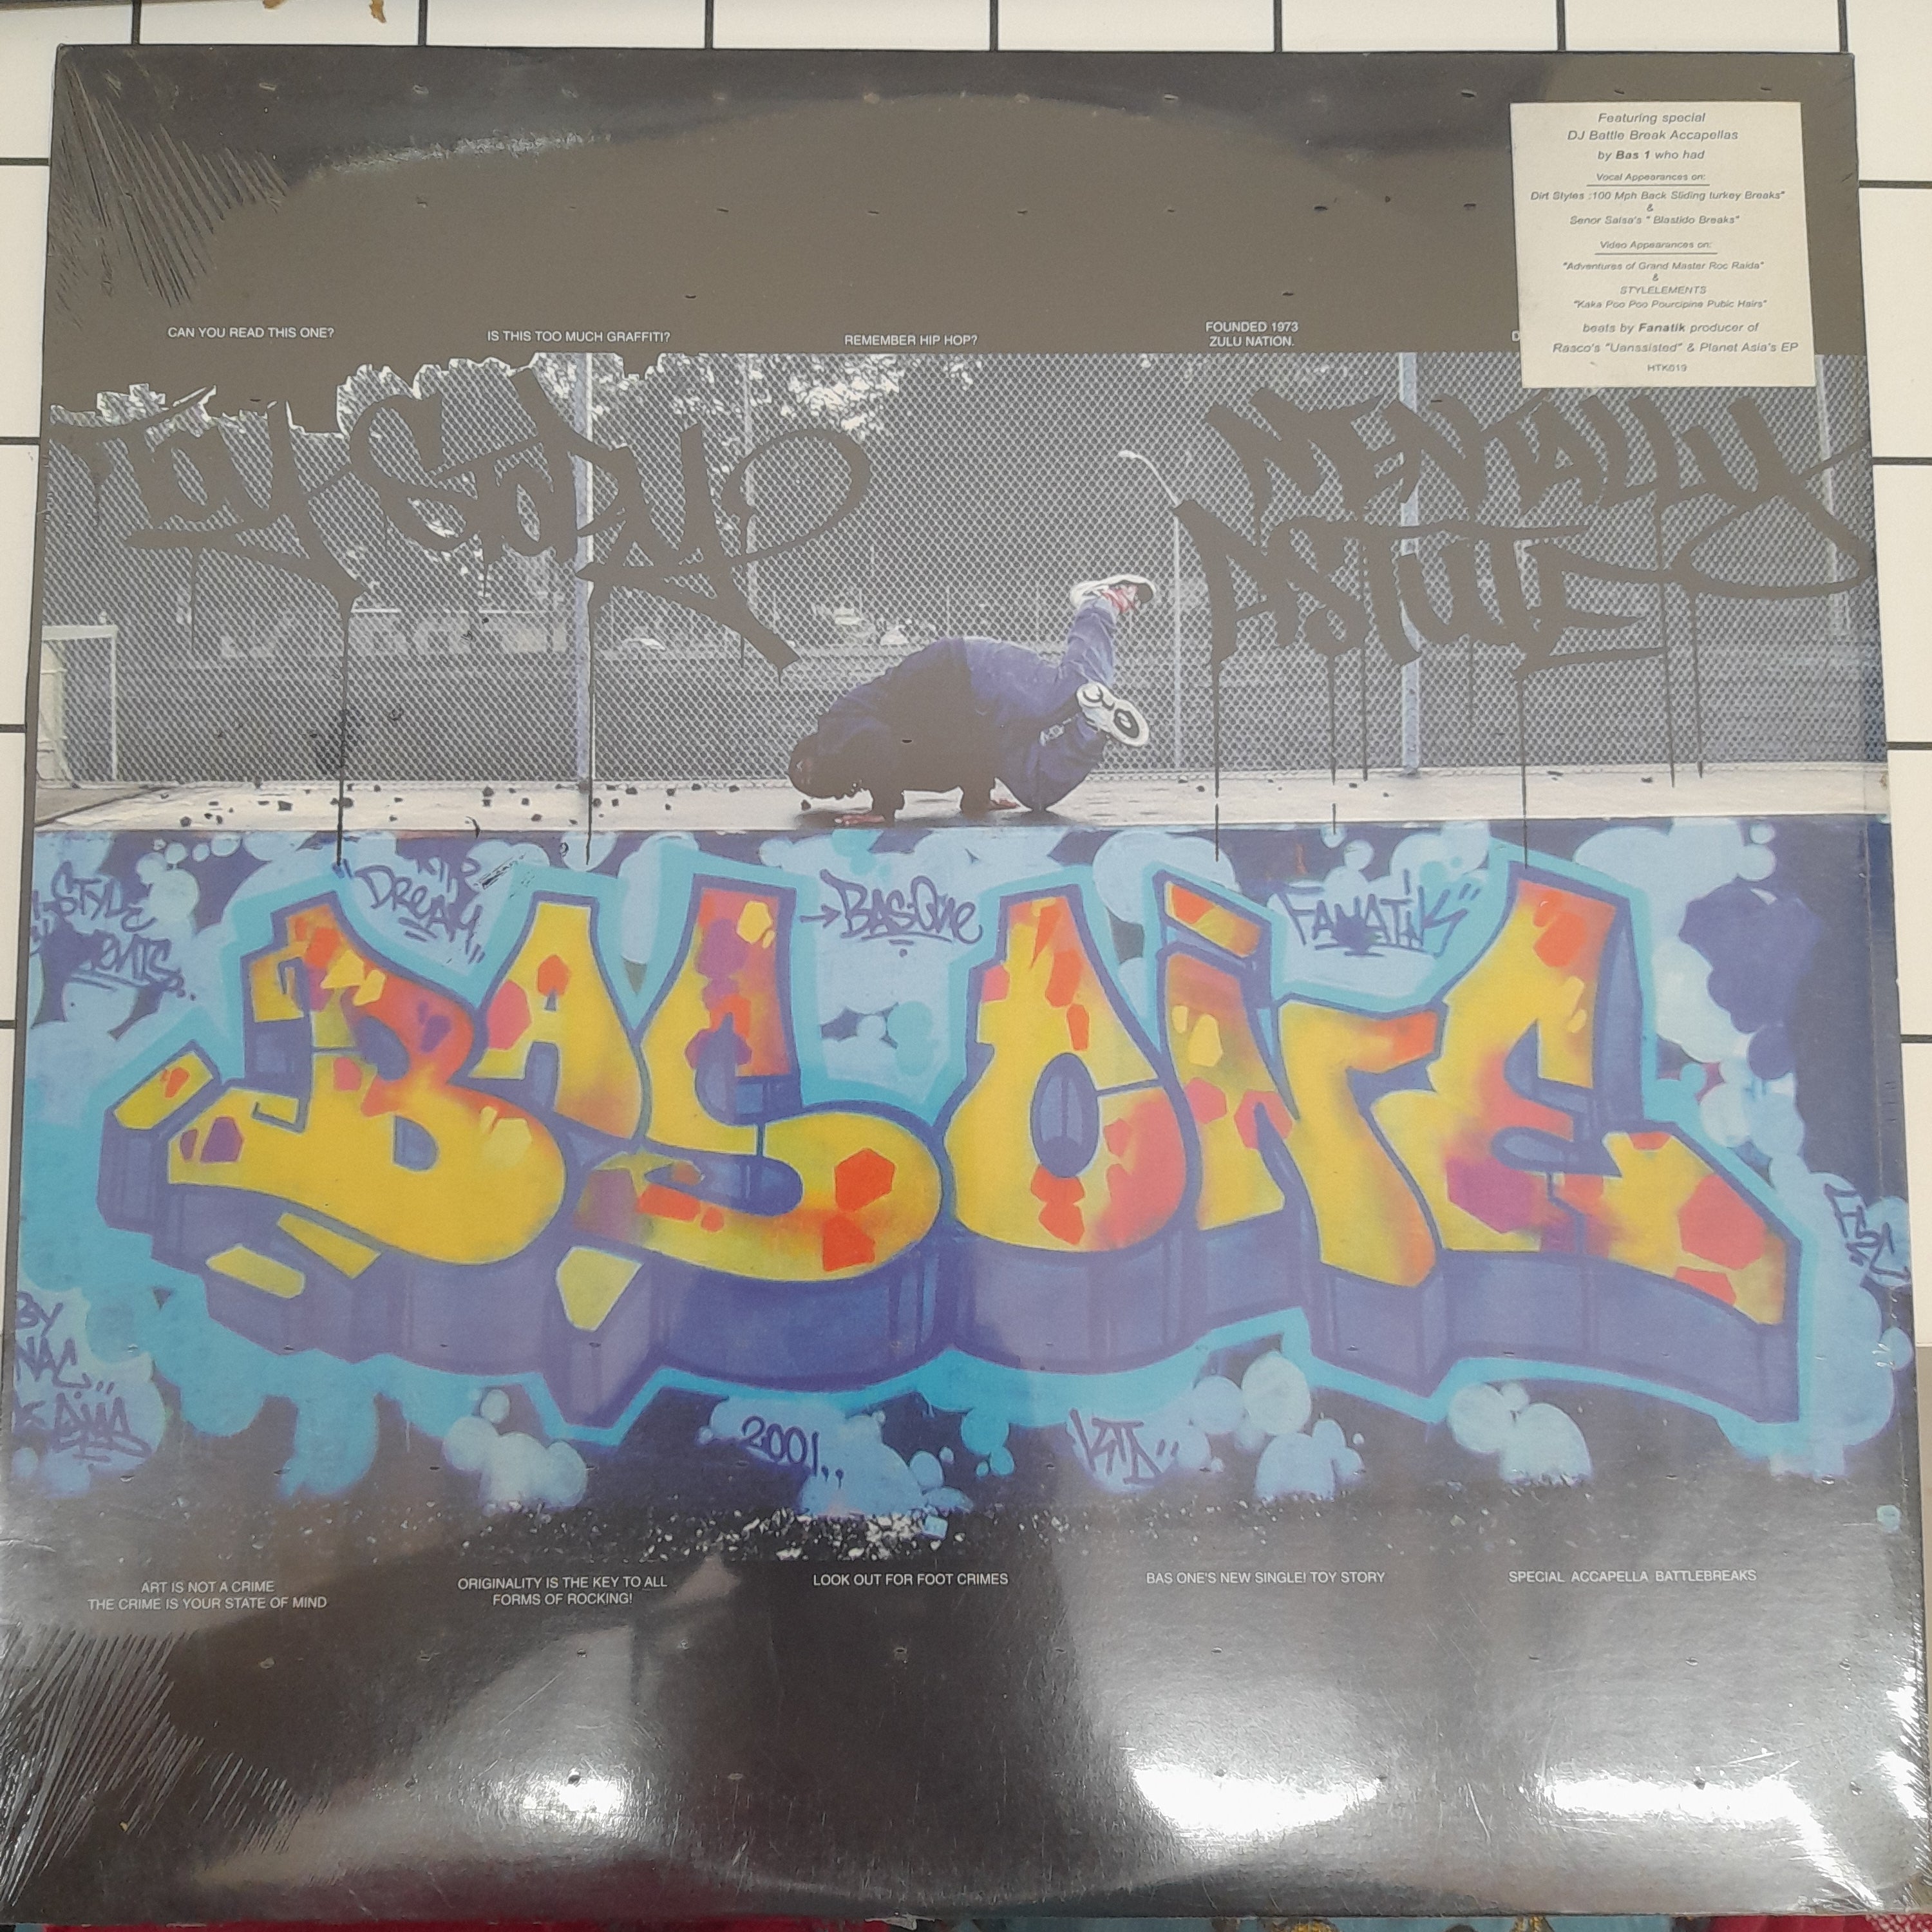 Featuring special
DJ Battle Break Accapellas
by Bas 1 who had
Vocal Appearances on:
Dirt Styles :100 Mph Back Sliding turkey Breaks"
&
Senor Salsa's " Blastido Breaks"
Video Appearances on:
"Adventures of Grand Master Roc Raida"
&
STYLELEMENTS
"Kaka Poo Poo Pourcipine Pubic Hairs"
beats by Fanatik producer of
Rasco's "Uanssisted" & Planet Asia's EP
HTK019
CAN YOU READ THIS ONE?
IS THIS TOO MUCH GRAFFITI?
REMEMBER HIP HOP?
FOUNDED 1973
ZULU NATION.
TOY STORY
MENTALLY
ASTUTE
STYLE
DREAM
BASONE
FANATIK
BAS ONE
BY
2001
KTD
ART IS NOT A CRIME
THE CRIME IS YOUR STATE OF MIND
ORIGINALITY IS THE KEY TO ALL
FORMS OF ROCKING!
LOOK OUT FOR FOOT CRIMES
BAS ONE'S NEW SINGLE! TOY STORY
SPECIAL ACCAPELLA BATTLEBREAKS